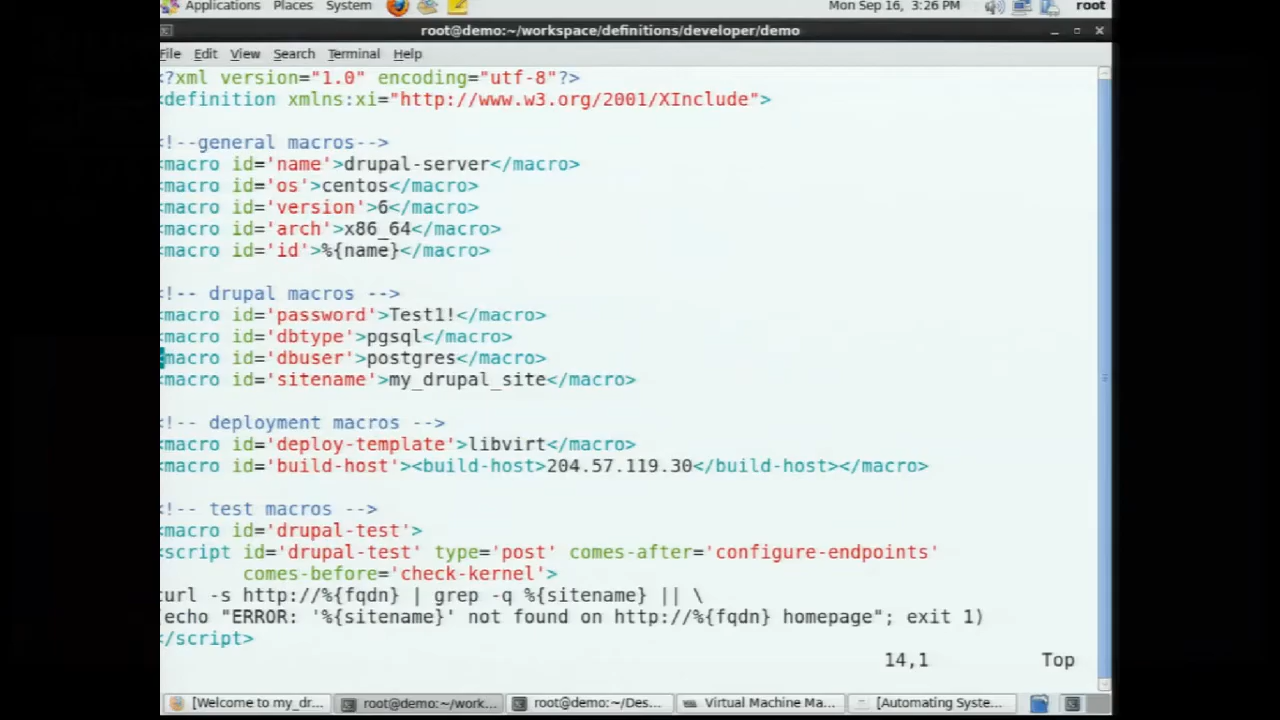 Applications Places System Mon Sep 16, 3:26 PM root
root@demo:~/workspace/definitions/developer/demo
File Edit View Search Terminal Help
<?xml version="1.0" encoding="utf-8"?>
<definition xmlns:xi="http://www.w3.org/2001/XInclude">
<!--general macros-->
<macro id='name'>drupal-server</macro>
<macro id='os'>centos</macro>
<macro id='version'>6</macro>
<macro id='arch'>x86_64</macro>
<macro id='id'>%{name}</macro>
<!-- drupal macros -->
<macro id='password'>Test1!</macro>
<macro id='dbtype'>pgsql</macro>
<macro id='dbuser'>postgres</macro>
<macro id='sitename'>my_drupal_site</macro>
<!-- deployment macros -->
<macro id='deploy-template'>libvirt</macro>
<macro id='build-host'><build-host>204.57.119.30</build-host></macro>
<!-- test macros -->
<macro id='drupal-test'>
<script id='drupal-test' type='post' comes-after='configure-endpoints'
comes-before='check-kernel'>
curl -s http://%{fqdn} | grep -q %{sitename} || \
(echo "ERROR: '%{sitename}' not found on http://%{fqdn} homepage"; exit 1)
</script>
14,1 Top
[Welcome to my_dr... root@demo:~/work... root@demo:~/Des... Virtual Machine Ma... [Automating Syste...